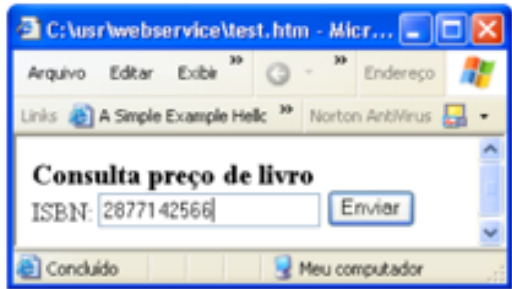 C:\usr\webservice\test.htm - Micr...
Arquivo Editar Exibir » » Endereço
Links A Simple Example Hellc » Norton AntiVirus
Consulta preço de livro
ISBN: 2877142566 Enviar
Concluído Meu computador